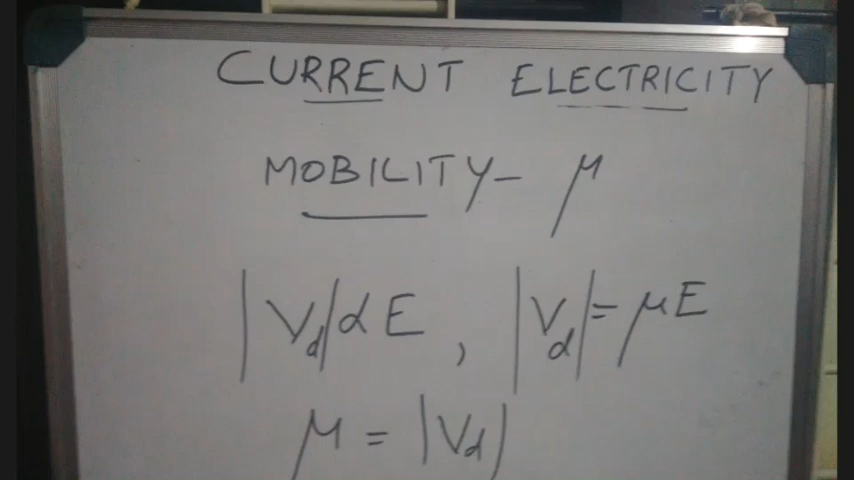 CURRENT ELECTRICITY
MOBILITY - μ
|Vd| α E , |Vd| = μE
μ = |Vd|